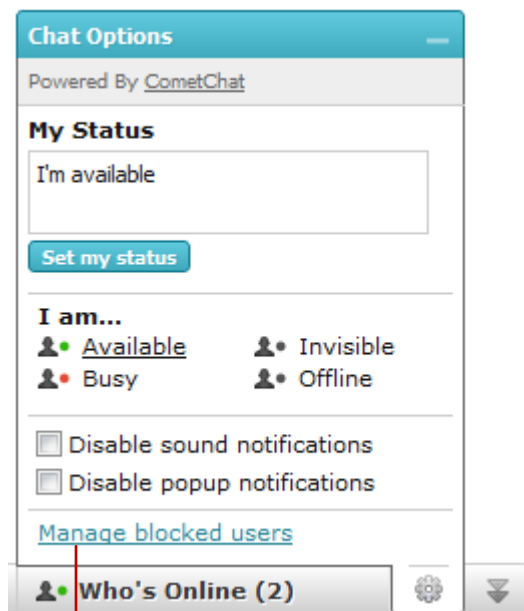 Chat Options
Powered By CometChat
My Status
I'm available
Set my status
I am...
Available Invisible
Busy Offline
Disable sound notifications
Disable popup notifications
Manage blocked users
Who's Online (2)